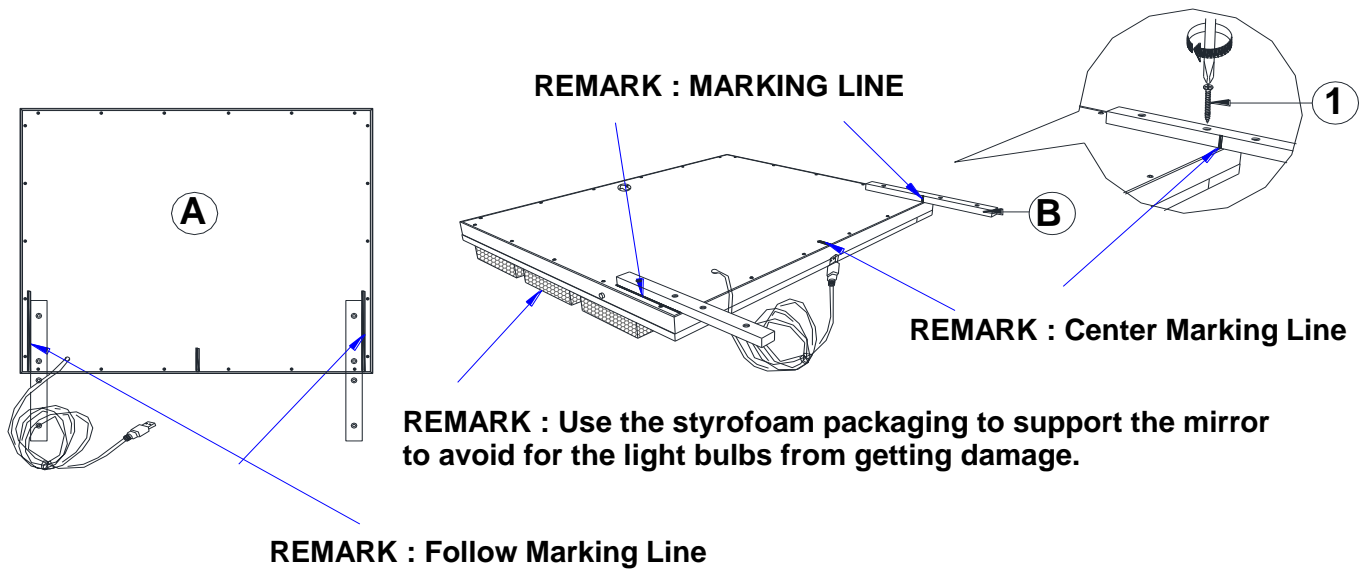 REMARK : MARKING LINE
1
A
B
REMARK : Center Marking Line
REMARK : Use the styrofoam packaging to support the mirror
to avoid for the light bulbs from getting damage.
REMARK : Follow Marking Line